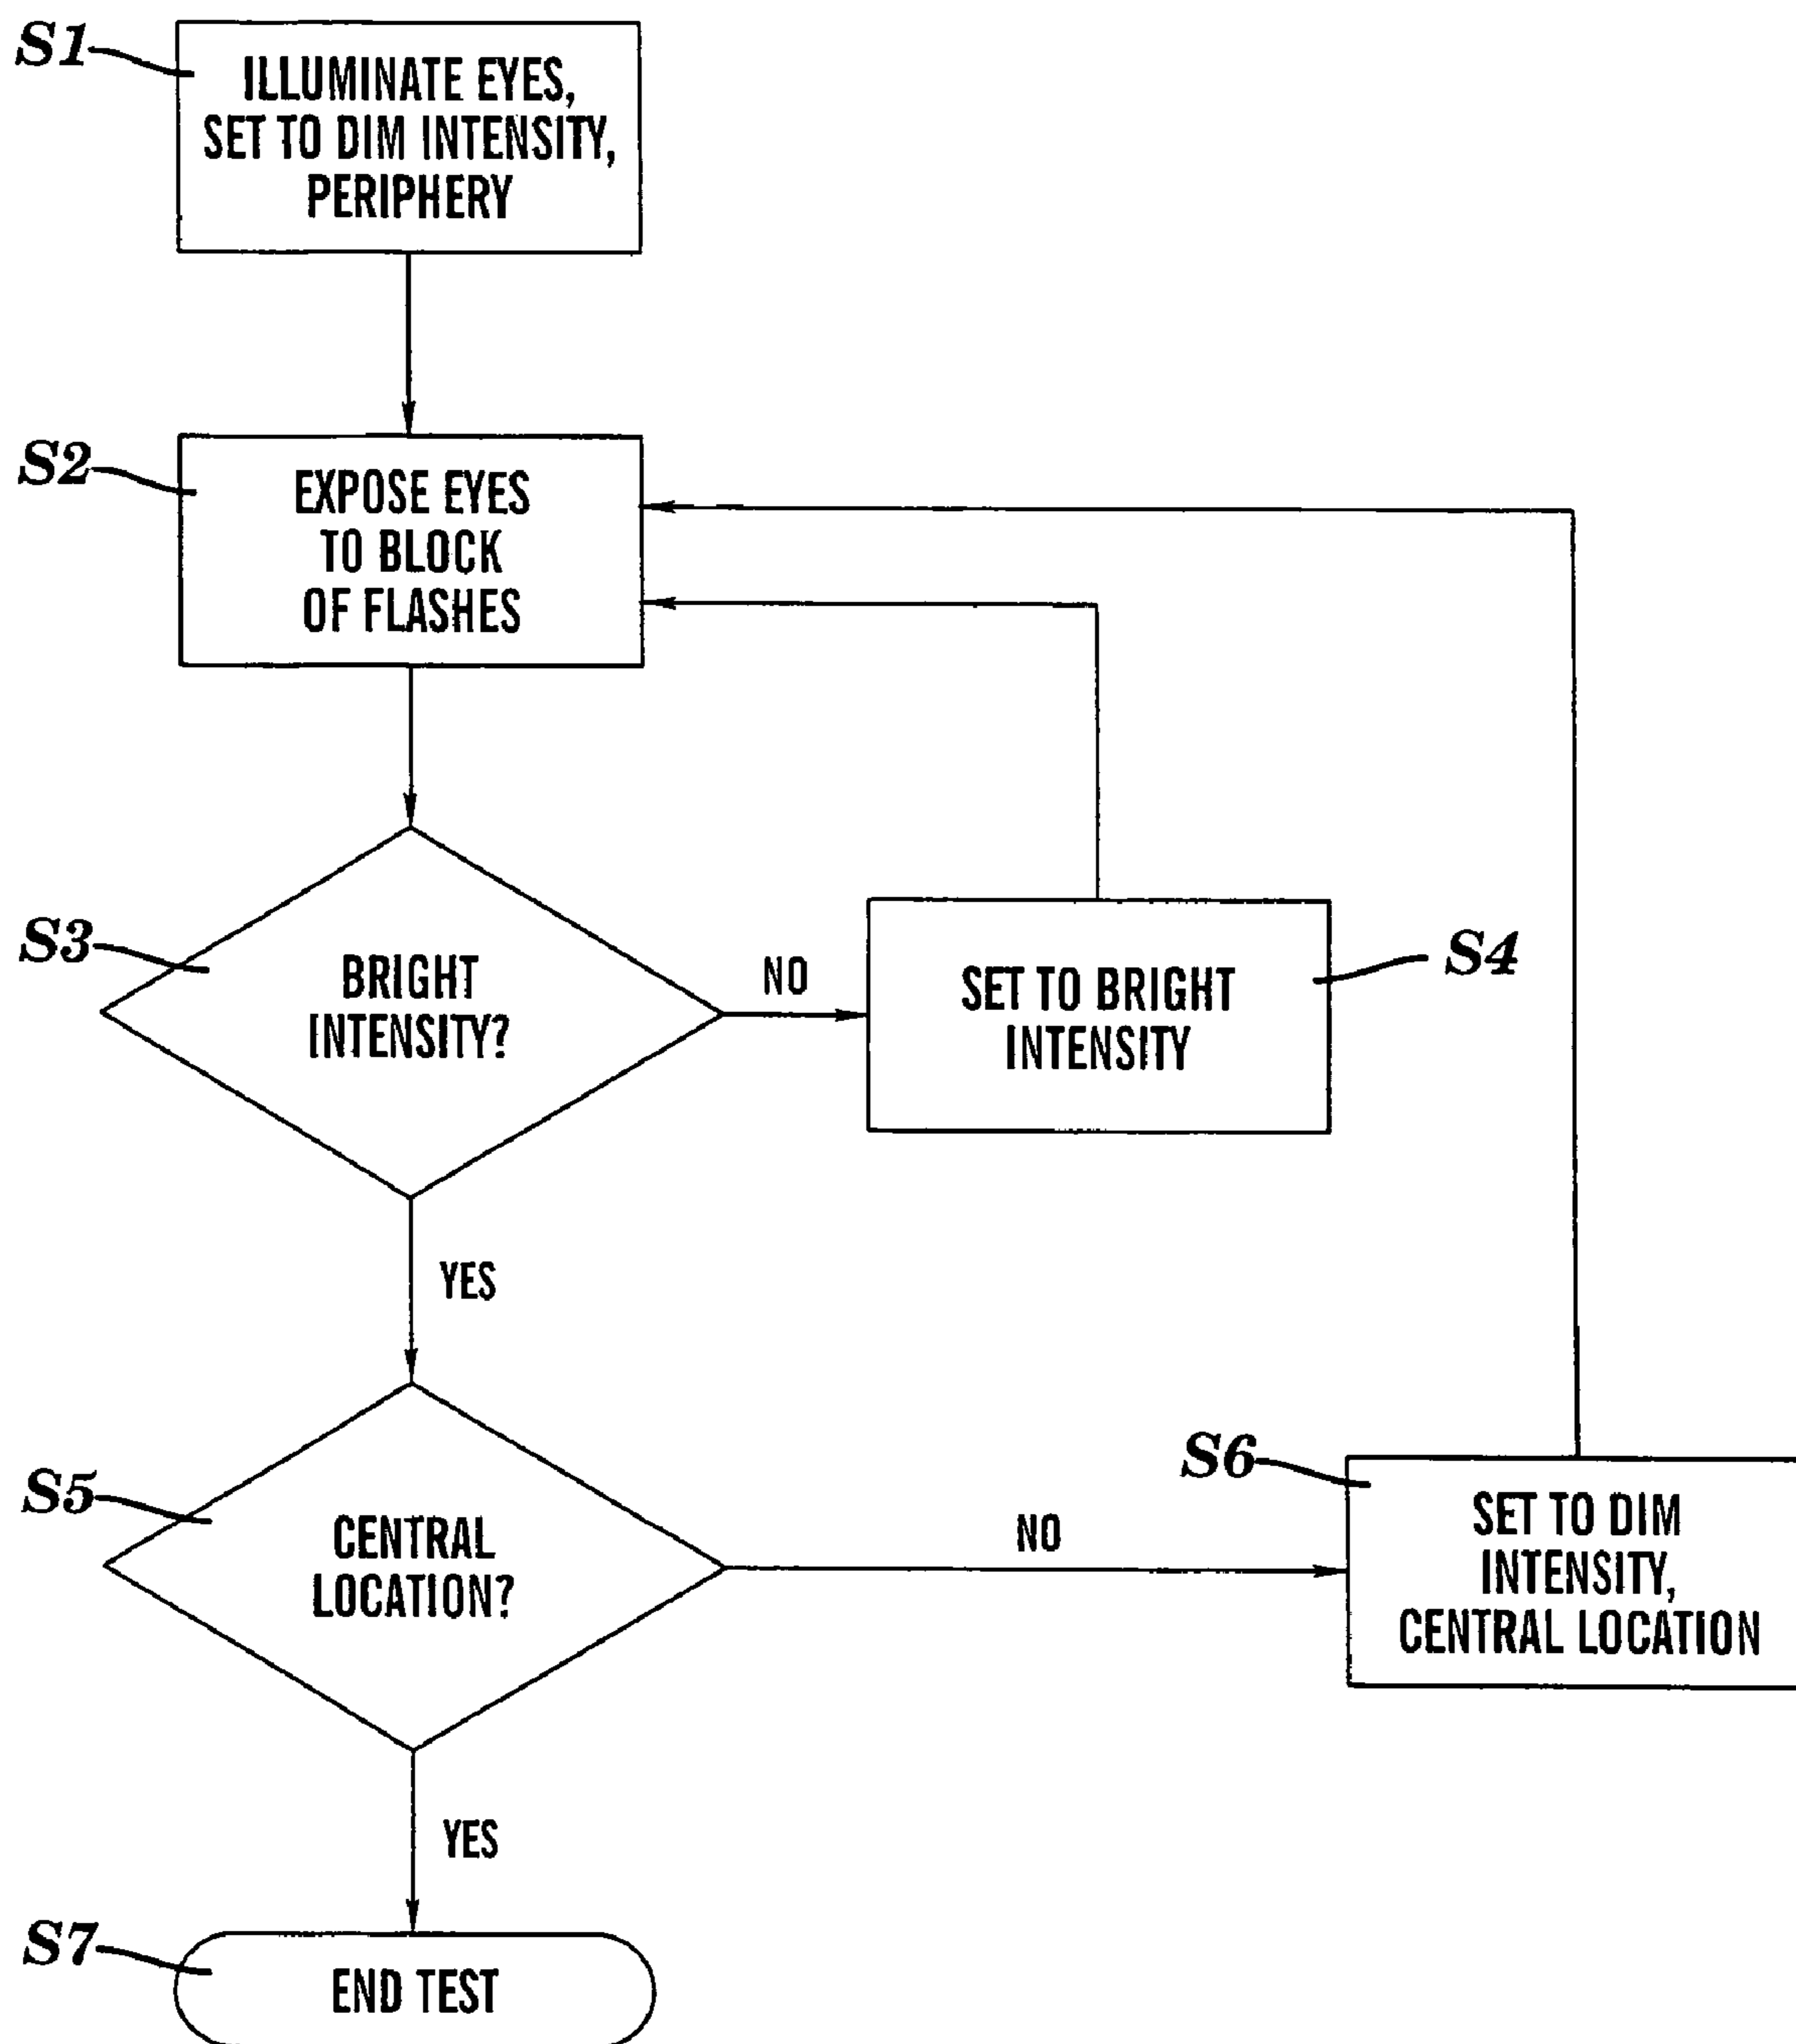 S1
ILLUMINATE EYES,
SET TO DIM INTENSITY,
PERIPHERY
S2
EXPOSE EYES
TO BLOCK
OF FLASHES
S3
BRIGHT
INTENSITY?
NO
SET TO BRIGHT
INTENSITY
S4
YES
S5
CENTRAL
LOCATION?
NO
S6
SET TO DIM
INTENSITY,
CENTRAL LOCATION
YES
S7
END TEST